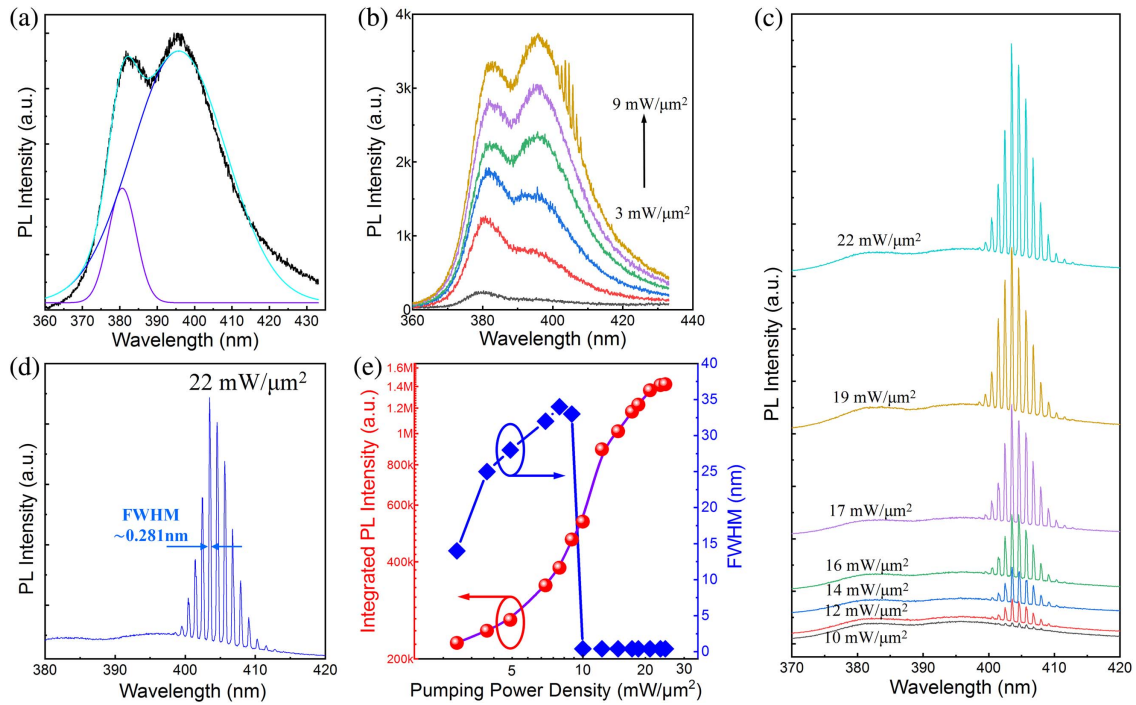 (a)
PL Intensity (a.u.)
360 370 380 390 400 410 420 430
Wavelength (nm)
(b)
PL Intensity (a.u.)
4k
3k
2k
1k
0
9 mW/μm²
3 mW/μm²
360 380 400 420 440
Wavelength (nm)
(c)
PL Intensity (a.u.)
22 mW/μm²
19 mW/μm²
17 mW/μm²
16 mW/μm²
14 mW/μm²
12 mW/μm²
10 mW/μm²
370 380 390 400 410 420
Wavelength (nm)
(d)
22 mW/μm²
PL Intensity (a.u.)
FWHM
~0.281nm
380 390 400 410 420
Wavelength (nm)
(e)
Integrated PL Intensity (a.u.)
1.6M
1.4M
1.2M
1M
800k
600k
400k
200k
40
35
30
25
20
15
10
5
0
FWHM (nm)
5 10 20 30
Pumping Power Density (mW/μm²)